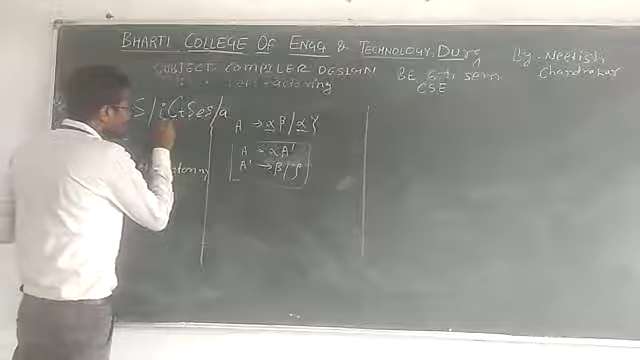 BHARTI COLLEGE OF ENGG & TECHNOLOGY, DURG
By - Neetish
Chandrakar
SUBJECT COMPILER DESIGN
BE 6th sem
CSE
Left Factoring
S / iCtSeS / a
A → αβ / αγ
A → αA'
A' → β / γ